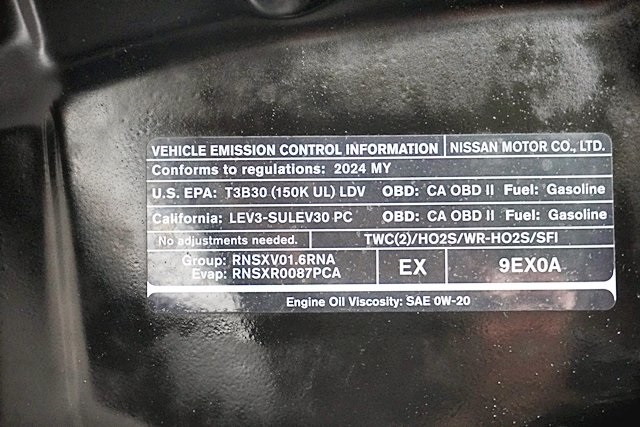 VEHICLE EMISSION CONTROL INFORMATION NISSAN MOTOR CO., LTD.
Conforms to regulations: 2024 MY
U.S. EPA: T3B30 (150K UL) LDV OBD: CA OBD II Fuel: Gasoline
California: LEV3-SULEV30 PC OBD: CA OBD II Fuel: Gasoline
No adjustments needed. TWC(2)/HO2S/WR-HO2S/SFI
Group: RNSXV01.6RNA
Evap: RNSXR0087PCA
EX 9EX0A
Engine Oil Viscosity: SAE 0W-20